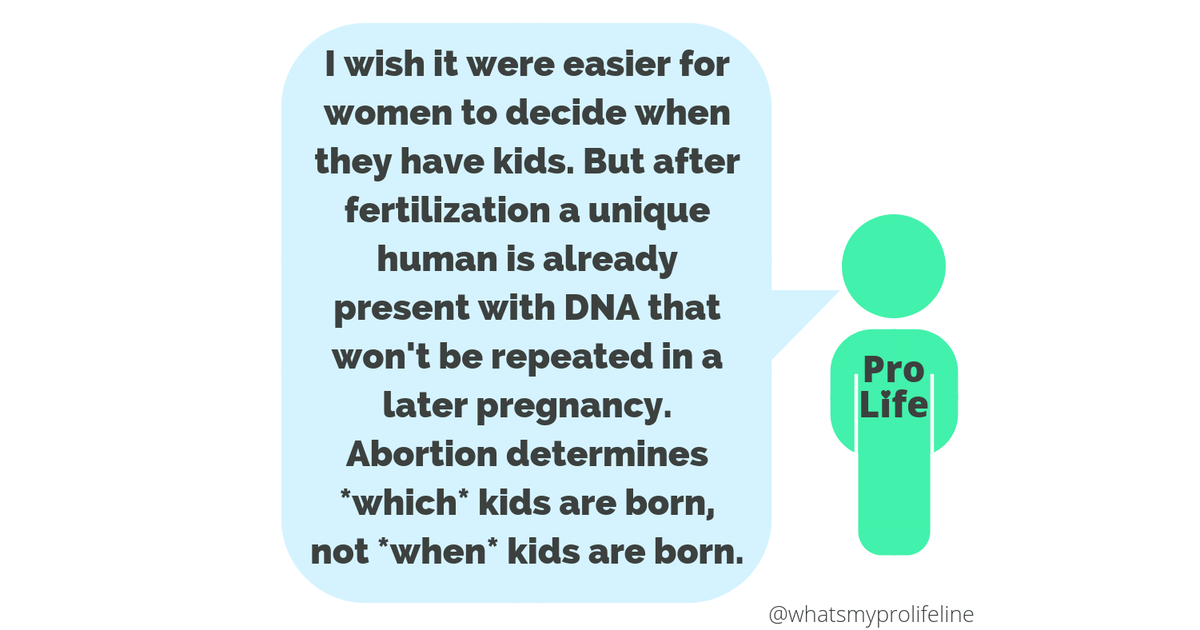 I wish it were easier for
women to decide when
they have kids. But after
fertilization a unique
human is already
present with DNA that
won't be repeated in a
later pregnancy.
Abortion determines
*which* kids are born,
not *when* kids are born.
Pro
Life
@whatsmyprolifeline